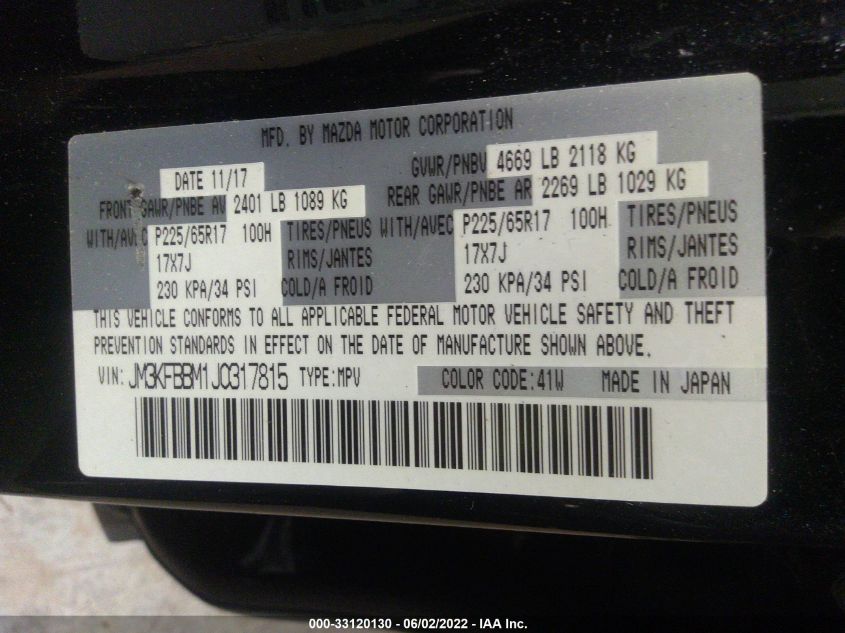 MFD. BY MAZDA MOTOR CORPORATION
DATE 11/17 GVWR/PNBV 4669 LB 2118 KG
FRONT GAWR/PNBE AV 2401 LB 1089 KG REAR GAWR/PNBE AR 2269 LB 1029 KG
WITH/AVEC P225/65R17 100H TIRES/PNEUS WITH/AVEC P225/65R17 100H TIRES/PNEUS
17X7J RIMS/JANTES 17X7J RIMS/JANTES
230 KPA/34 PSI COLD/A FROID 230 KPA/34 PSI COLD/A FROID
THIS VEHICLE CONFORMS TO ALL APPLICABLE FEDERAL MOTOR VEHICLE SAFETY AND THEFT
PREVENTION STANDARDS IN EFFECT ON THE DATE OF MANUFACTURE SHOWN ABOVE.
VIN: JM3KFBBM1J0317815 TYPE:MPV COLOR CODE:41W MADE IN JAPAN
000-33120130 - 06/02/2022 - IAA Inc.